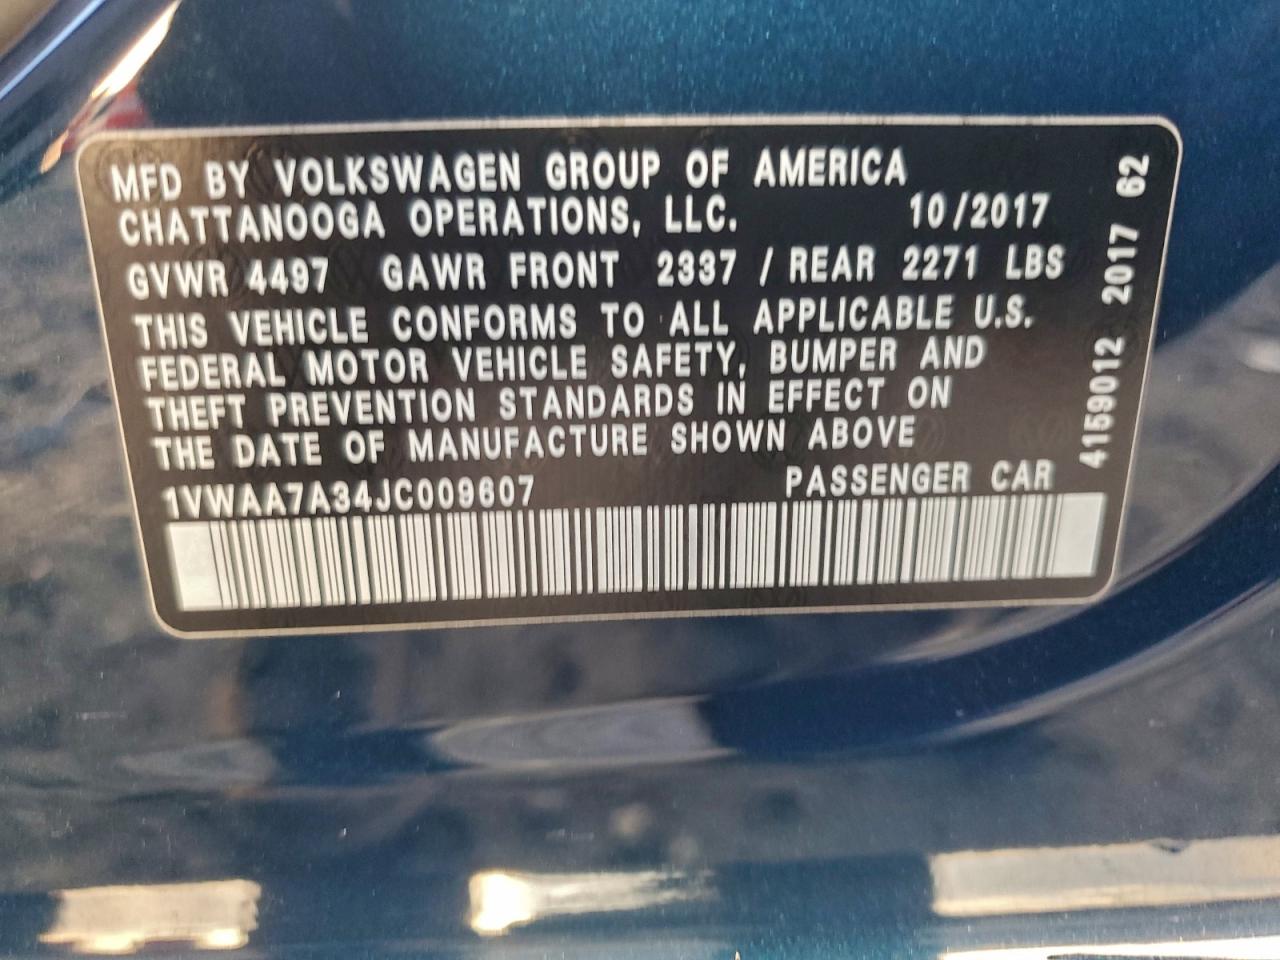 MFD BY VOLKSWAGEN GROUP OF AMERICA
CHATTANOOGA OPERATIONS, LLC. 10/2017
GVWR 4497 GAWR FRONT 2337 / REAR 2271 LBS
THIS VEHICLE CONFORMS TO ALL APPLICABLE U.S.
FEDERAL MOTOR VEHICLE SAFETY, BUMPER AND
THEFT PREVENTION STANDARDS IN EFFECT ON
THE DATE OF MANUFACTURE SHOWN ABOVE
1VWAA7A34JC009607 PASSENGER CAR
4159012 2017 62